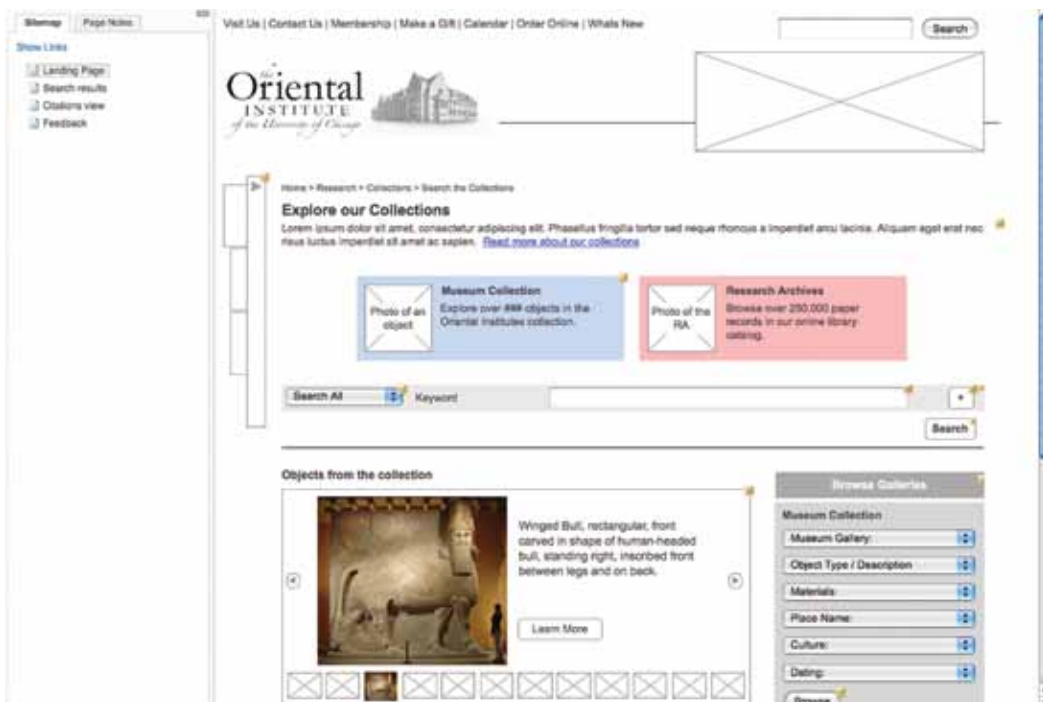 Sitemap
Page Notes
Show Links
Landing Page
Search results
Citations view
Feedback
Visit Us | Contact Us | Membership | Make a Gift | Calendar | Order Online | Whats New
Search
the
Oriental
INSTITUTE
of the University of Chicago
Home > Research > Collections > Search the Collections
Explore our Collections
Lorem ipsum dolor sit amet, consectetur adipiscing elit. Phasellus fringilla tortor sed neque rhoncus a imperdiet arcu lacinia. Aliquam eget erat nec
risus luctus imperdiet sit amet ac sapien. Read more about our collections
Photo of an
object
Museum Collection
Explore over ### objects in the
Oriental Institutes collection.
Photo of the
RA
Research Archives
Browse over 250,000 paper
records in our online library
catalog.
Search All
Keyword
+
Search
Objects from the collection
Winged Bull, rectangular, front
carved in shape of human-headed
bull, standing right, inscribed front
between legs and on back.
Learn More
Browse Galleries
Museum Collection
Museum Gallery:
Object Type / Description
Materials:
Place Name:
Culture:
Dating:
Browse